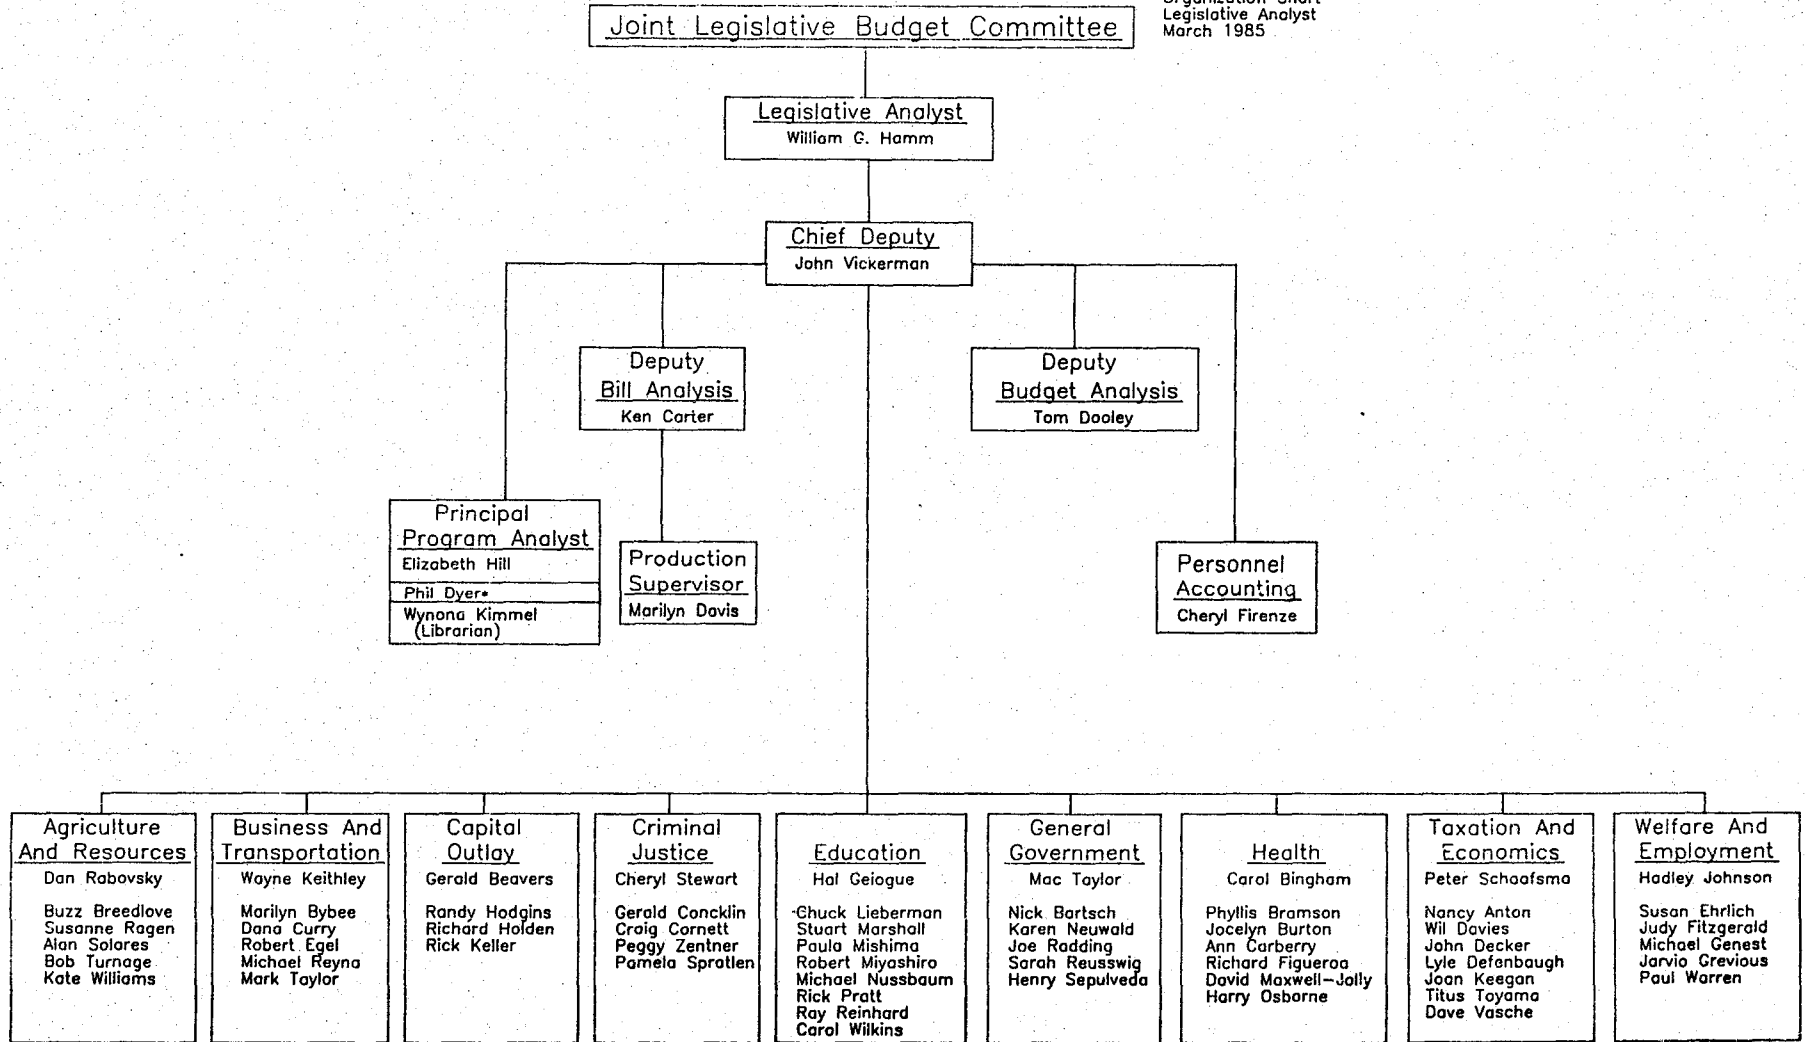 Joint Legislative Budget Committee
Organization Chart
Legislative Analyst
March 1985
Legislative Analyst
William G. Hamm
Chief Deputy
John Vickerman
Deputy
Bill Analysis
Ken Carter
Deputy
Budget Analysis
Tom Dooley
Principal
Program Analyst
Elizabeth Hill
Phil Dyer*
Wynona Kimmel
(Librarian)
Production
Supervisor
Marilyn Davis
Personnel
Accounting
Cheryl Firenze
Agriculture
And Resources
Dan Rabovsky
Buzz Breedlove
Susanne Ragen
Alan Solares
Bob Turnage
Kate Williams
Business And
Transportation
Wayne Keithley
Marilyn Bybee
Dana Curry
Robert Egel
Michael Reyna
Mark Taylor
Capital
Outlay
Gerald Beavers
Randy Hodgins
Richard Holden
Rick Keller
Criminal
Justice
Cheryl Stewart
Gerald Concklin
Craig Cornett
Peggy Zentner
Pamela Spratlen
Education
Hal Geiogue
Chuck Lieberman
Stuart Marshall
Paula Mishima
Robert Miyashiro
Michael Nussbaum
Rick Pratt
Ray Reinhard
Carol Wilkins
General
Government
Mac Taylor
Nick Bartsch
Karen Neuwald
Joe Radding
Sarah Reusswig
Henry Sepulveda
Health
Carol Bingham
Phyllis Bramson
Jocelyn Burton
Ann Carberry
Richard Figueroa
David Maxwell-Jolly
Harry Osborne
Taxation And
Economics
Peter Schaafsma
Nancy Anton
Wil Davies
John Decker
Lyle Defenbaugh
Joan Keegan
Titus Toyama
Dave Vasche
Welfare And
Employment
Hadley Johnson
Susan Ehrlich
Judy Fitzgerald
Michael Genest
Jarvio Grevious
Paul Warren